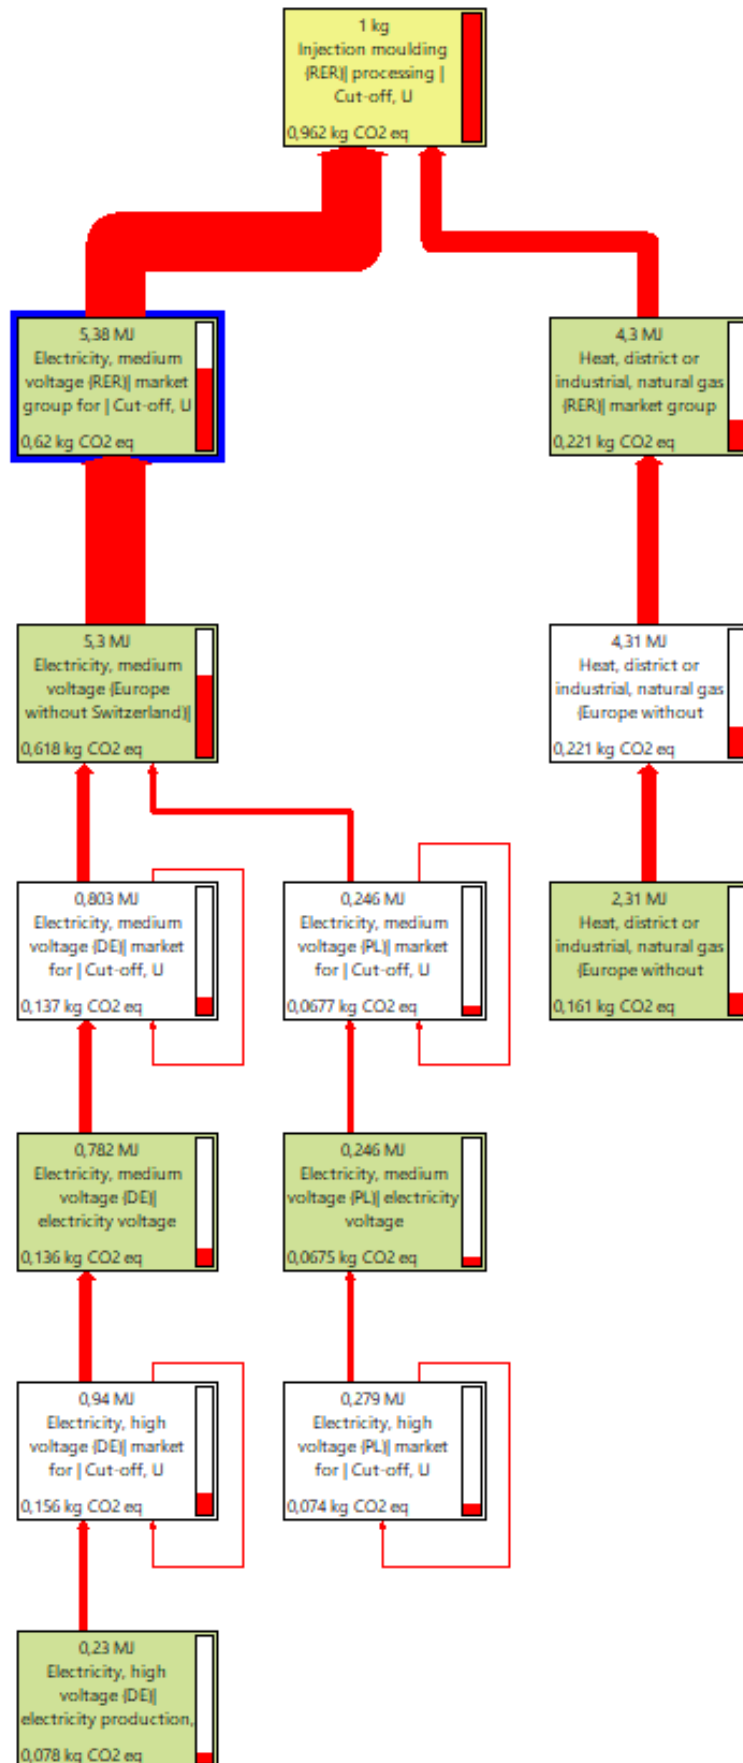 1 kg
Injection moulding
{RER}| processing |
Cut-off, U
0,962 kg CO2 eq
5,38 MJ
Electricity, medium
voltage {RER}| market
group for | Cut-off, U
0,62 kg CO2 eq
4,3 MJ
Heat, district or
industrial, natural gas
{RER}| market group
0,221 kg CO2 eq
5,3 MJ
Electricity, medium
voltage {Europe
without Switzerland}|
0,618 kg CO2 eq
4,31 MJ
Heat, district or
industrial, natural gas
{Europe without
0,221 kg CO2 eq
0,803 MJ
Electricity, medium
voltage {DE}| market
for | Cut-off, U
0,137 kg CO2 eq
0,246 MJ
Electricity, medium
voltage {PL}| market
for | Cut-off, U
0,0677 kg CO2 eq
2,31 MJ
Heat, district or
industrial, natural gas
{Europe without
0,161 kg CO2 eq
0,782 MJ
Electricity, medium
voltage {DE}|
electricity voltage
0,136 kg CO2 eq
0,246 MJ
Electricity, medium
voltage {PL}| electricity
voltage
0,0675 kg CO2 eq
0,94 MJ
Electricity, high
voltage {DE}| market
for | Cut-off, U
0,156 kg CO2 eq
0,279 MJ
Electricity, high
voltage {PL}| market
for | Cut-off, U
0,074 kg CO2 eq
0,23 MJ
Electricity, high
voltage {DE}|
electricity production,
0,078 kg CO2 eq